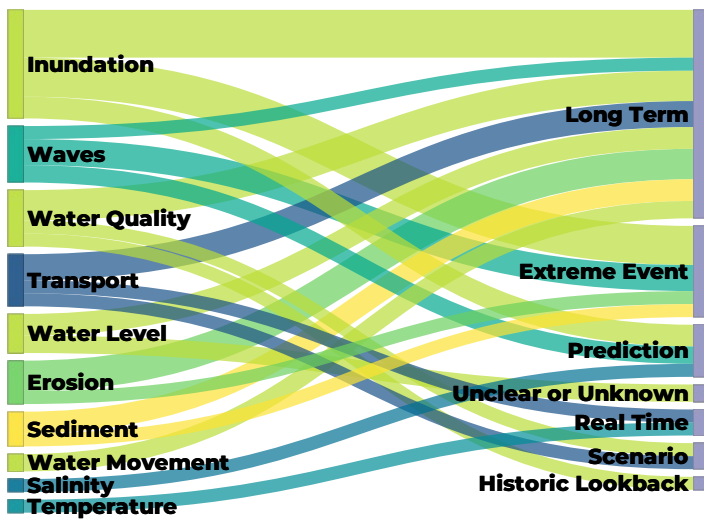 Inundation
Long Term
Waves
Water Quality
Extreme Event
Transport
Water Level
Prediction
Erosion
Unclear or Unknown
Real Time
Sediment
Scenario
Water Movement
Historic Lookback
Salinity
Temperature